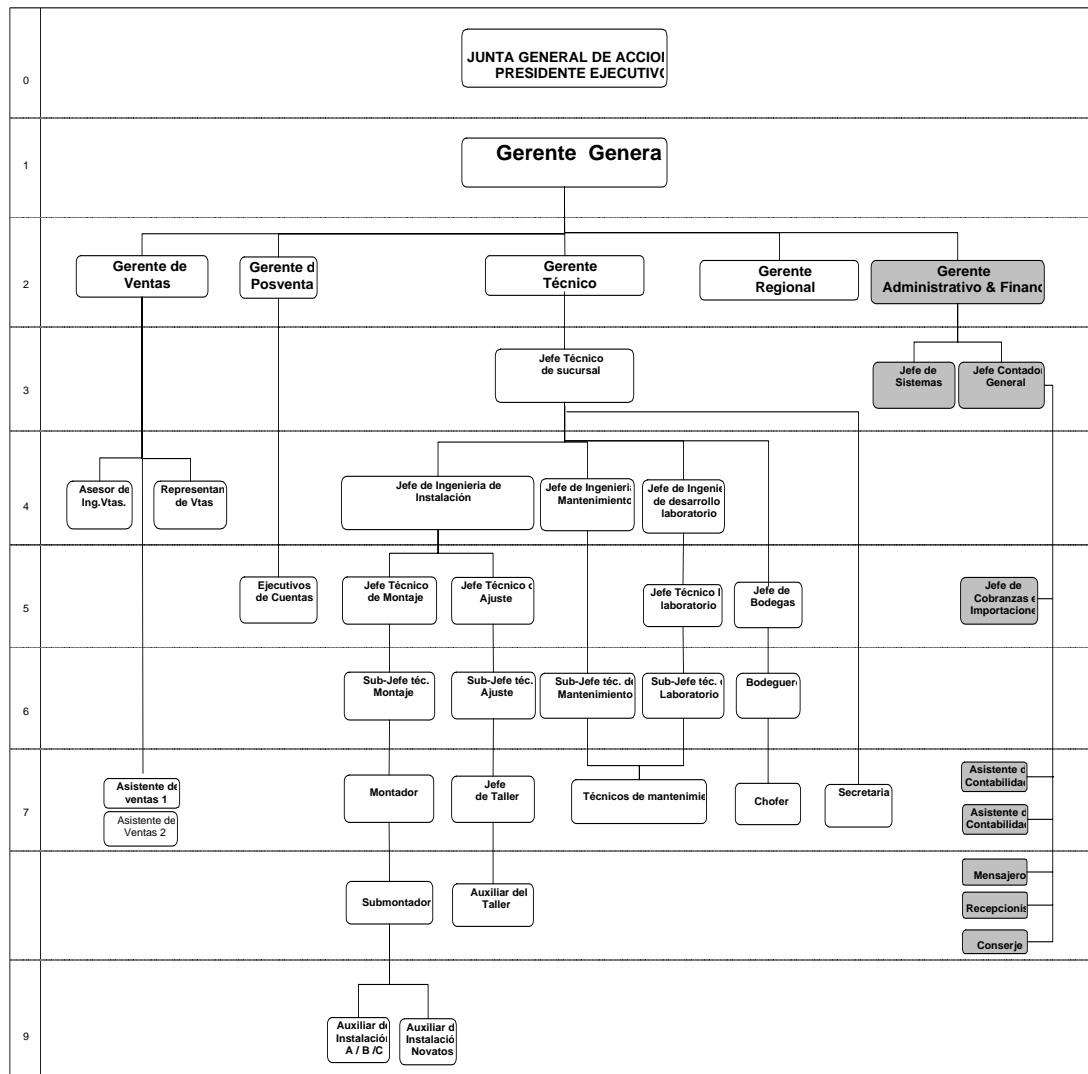 0
JUNTA GENERAL DE ACCIO
PRESIDENTE EJECUTIV
1
Gerente Genera
2
Gerente de
Ventas
Gerente d
Posventa
Gerente
Técnico
Gerente
Regional
Gerente
Administrativo & Financ
3
Jefe Técnico
de sucursal
Jefe de
Sistemas
Jefe Contado
General
4
Asesor de
Ing.Vtas.
Representan
de Vtas
Jefe de Ingenieria de
Instalación
Jefe de Ingenieria
Mantenimiento
Jefe de Ingenie
de desarrollo
laboratorio
5
Ejecutivos
de Cuentas
Jefe Técnico
de Montaje
Jefe Técnico d
Ajuste
Jefe Técnico l
laboratorio
Jefe de
Bodegas
Jefe de
Cobranzas e
Importacione
6
Sub-Jefe téc.
Montaje
Sub-Jefe téc.
Ajuste
Sub-Jefe téc. de
Mantenimiento
Sub-Jefe téc. d
Laboratorio
Bodeguer
7
Asistente de
ventas 1
Asistente de
Ventas 2
Montador
Jefe
de Taller
Técnicos de mantenimie
Chofer
Secretaria
Asistente d
Contabilidad
Asistente d
Contabilidad
Submontador
Auxiliar del
Taller
Mensajero
Recepcionis
Conserje
9
Auxiliar de
Instalación
A / B /C
Auxiliar d
Instalació
Novatos